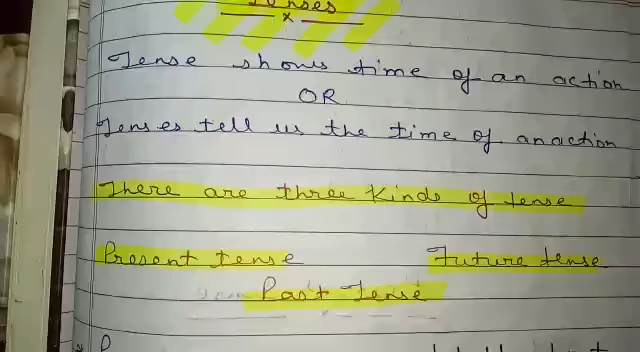 Tenses
x
Tense shows time of an action
OR
Tenses tell us the time of an action
There are three Kinds of tense
Present tense Future tense
Past Tense